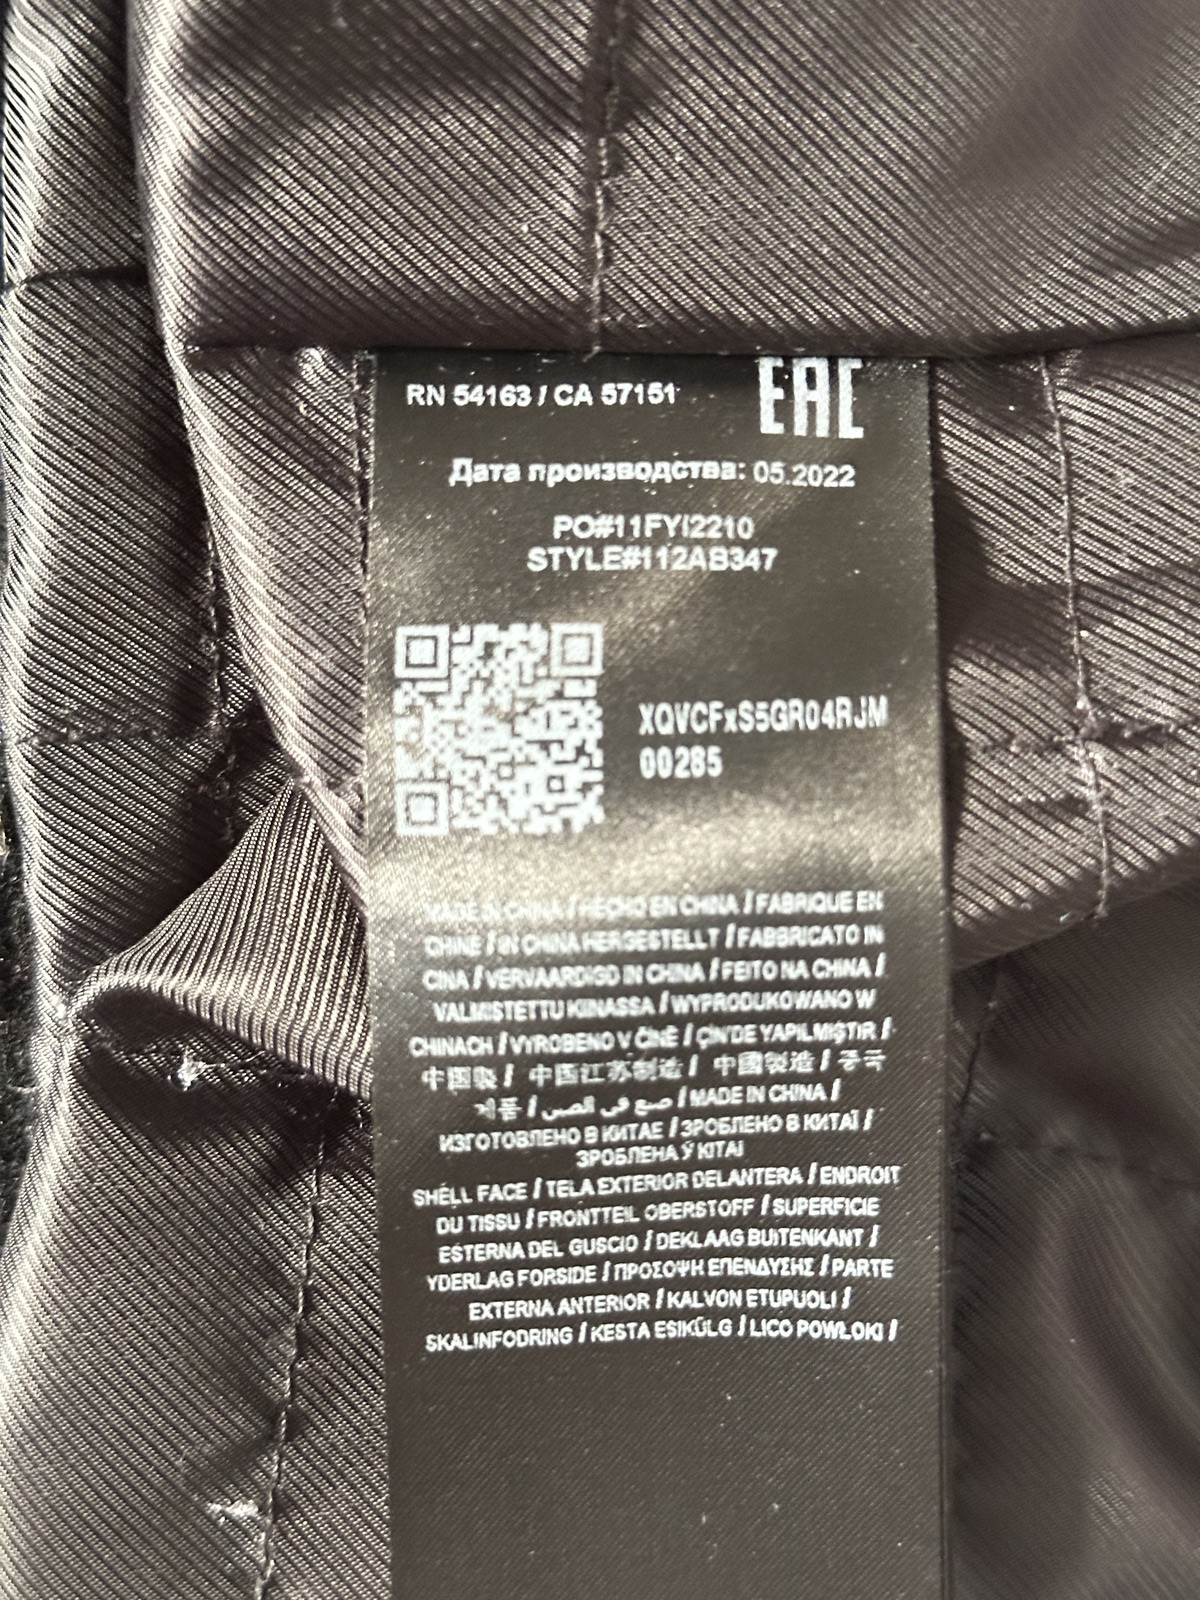 RN 54163 / CA 57151
EAC
Дата производства: 05.2022
PO#11FYI2210
STYLE#112AB347
XQVCFxS5GR04RJM
00285
MADE IN CHINA / HECHO EN CHINA / FABRIQUE EN
CHINE / IN CHINA HERGESTELLT / FABBRICATO IN
CINA / VERVAARDIGD IN CHINA / FEITO NA CHINA /
VALMISTETTU KIINASSA / WYPRODUKOWANO W
CHINACH / VYROBENO V ČÍNĚ / ÇİN'DE YAPILMIŞTIR /
中国製 / 中国江苏制造 / 中國製造 / 중국
제품 / صنع في الصين / MADE IN CHINA /
ИЗГОТОВЛЕНО В КИТАЕ / ЗРОБЛЕНО В КИТАЇ /
ЗРОБЛЕНА Ў КІТАІ
SHELL FACE / TELA EXTERIOR DELANTERA / ENDROIT
DU TISSU / FRONTTEIL OBERSTOFF / SUPERFICIE
ESTERNA DEL GUSCIO / DEKLAAG BUITENKANT /
YDERLAG FORSIDE / ΠΡΟΣΟΨΗ ΕΠΕΝΔΥΣΗΣ / PARTE
EXTERNA ANTERIOR / KALVON ETUPUOLI /
SKALINFODRING / KESTA ESIKÜLG / LICO POWŁOKI /